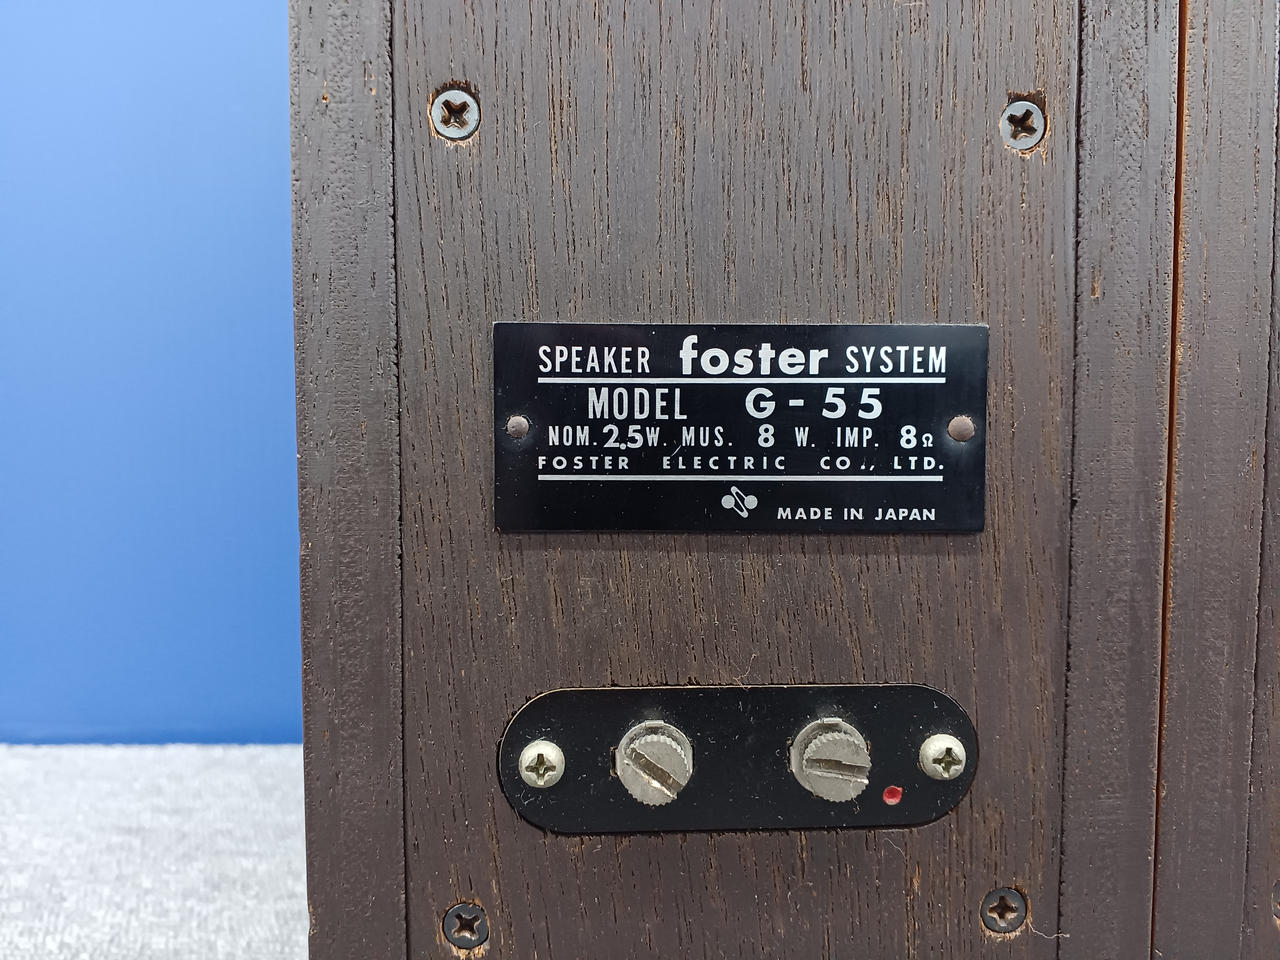 SPEAKER foster SYSTEM
MODEL G-55
NOM. 2.5W. MUS. 8 W. IMP. 8Ω
FOSTER ELECTRIC CO., LTD.
MADE IN JAPAN